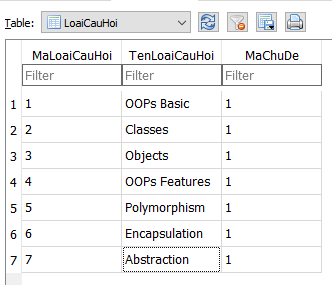 Table: LoaiCauHoi
MaLoaiCauHoi TenLoaiCauHoi MaChuDe
Filter Filter Filter
1 1 OOPs Basic 1
2 2 Classes 1
3 3 Objects 1
4 4 OOPs Features 1
5 5 Polymorphism 1
6 6 Encapsulation 1
7 7 Abstraction 1